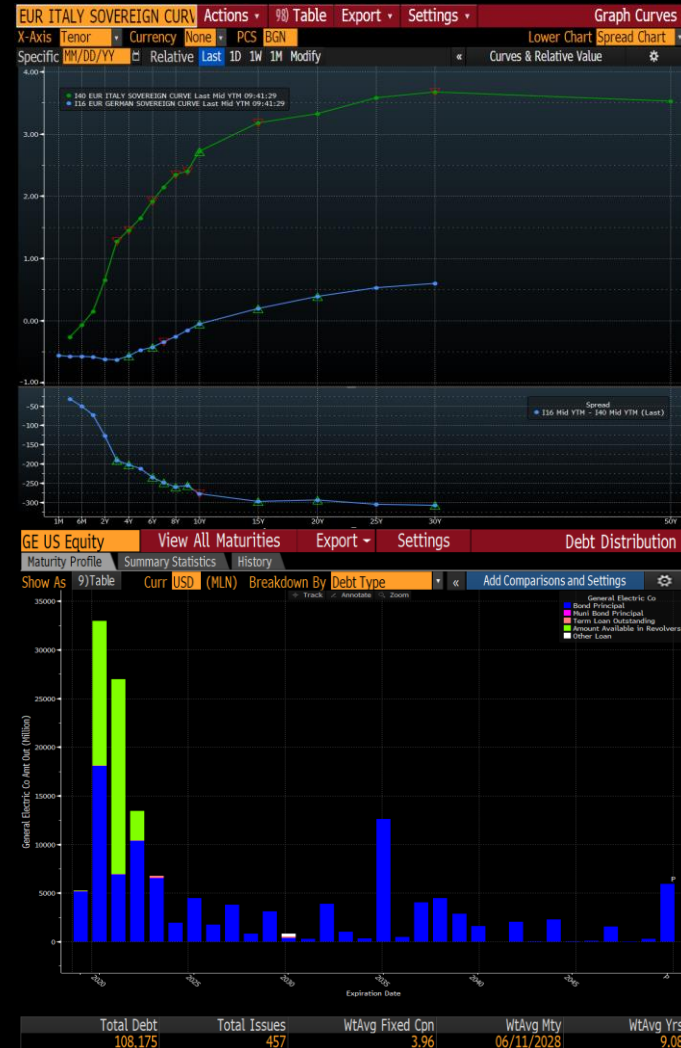 EUR ITALY SOVEREIGN CURV Actions 98) Table Export Settings Graph Curves
X-Axis Tenor Currency None PCS BGN Lower Chart Spread Chart
Specific MM/DD/YY Relative Last 1D 1W 1M Modify « Curves & Relative Value
4.00
I40 EUR ITALY SOVEREIGN CURVE Last Mid YTM 09:41:29
I16 EUR GERMAN SOVEREIGN CURVE Last Mid YTM 09:41:29
3.00
2.00
1.00
0.00
-1.00
Spread
I16 Mid YTM - I40 Mid YTM (Last)
-50
-100
-150
-200
-250
-300
1M 6M 2Y 4Y 6Y 8Y 10Y 15Y 20Y 25Y 30Y 50Y
GE US Equity View All Maturities Export Settings Debt Distribution
Maturity Profile Summary Statistics History
Show As 9)Table Curr USD (MLN) Breakdown By Debt Type « Add Comparisons and Settings
Track Annotate Zoom
General Electric Co
Bond Principal
Muni Bond Principal
Term Loan Outstanding
Amount Available in Revolvers
Other Loan
General Electric Co Amt Out (Million)
35000
30000
25000
20000
15000
10000
5000
0
P
2020 2025 2030 2035 2040 2045 P
Expiration Date
Total Debt Total Issues WtAvg Fixed Cpn WtAvg Mty WtAvg Yrs
108,175 457 3.96 06/11/2028 9.08